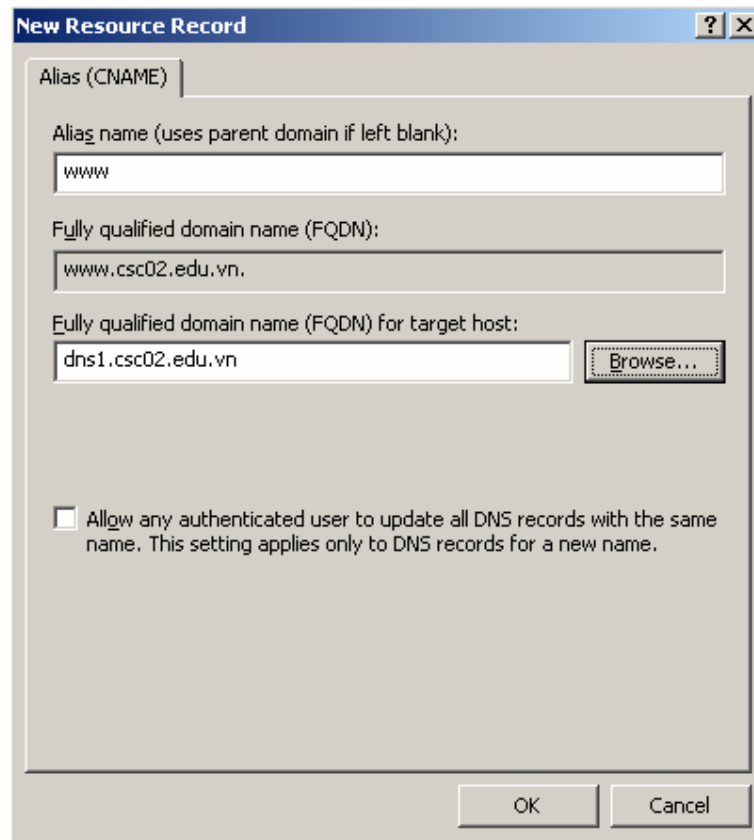 New Resource Record
Alias (CNAME)
Alias name (uses parent domain if left blank):
www
Fully qualified domain name (FQDN):
www.csc02.edu.vn.
Fully qualified domain name (FQDN) for target host:
dns1.csc02.edu.vn
Browse...
Allow any authenticated user to update all DNS records with the same
name. This setting applies only to DNS records for a new name.
OK
Cancel